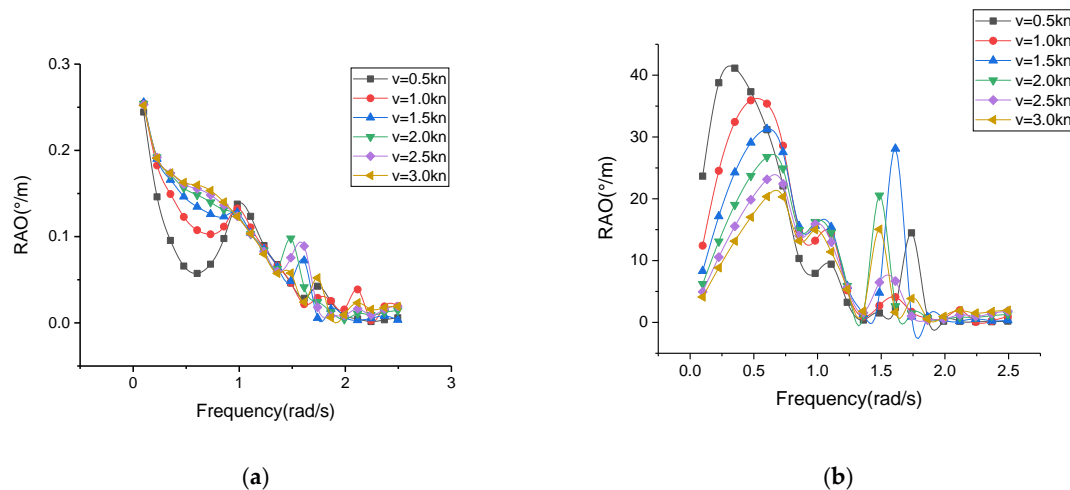 0.3
0.2
0.1
0.0
RAO(°/m)
0
1
2
3
Frequency(rad/s)
v=0.5kn
v=1.0kn
v=1.5kn
v=2.0kn
v=2.5kn
v=3.0kn
(a)
40
30
20
10
0
RAO(°/m)
0.0
0.5
1.0
1.5
2.0
2.5
Frequency(rad/s)
v=0.5kn
v=1.0kn
v=1.5kn
v=2.0kn
v=2.5kn
v=3.0kn
(b)